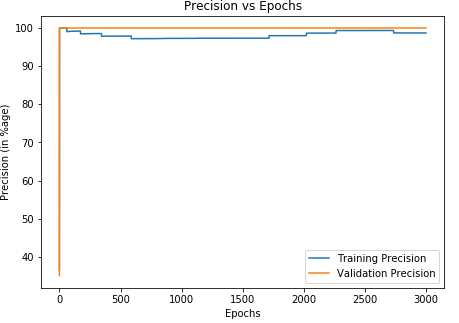 Precision vs Epochs
Precision (in %age)
100
90
80
70
60
50
40
0
500
1000
1500
2000
2500
3000
Epochs
Training Precision
Validation Precision